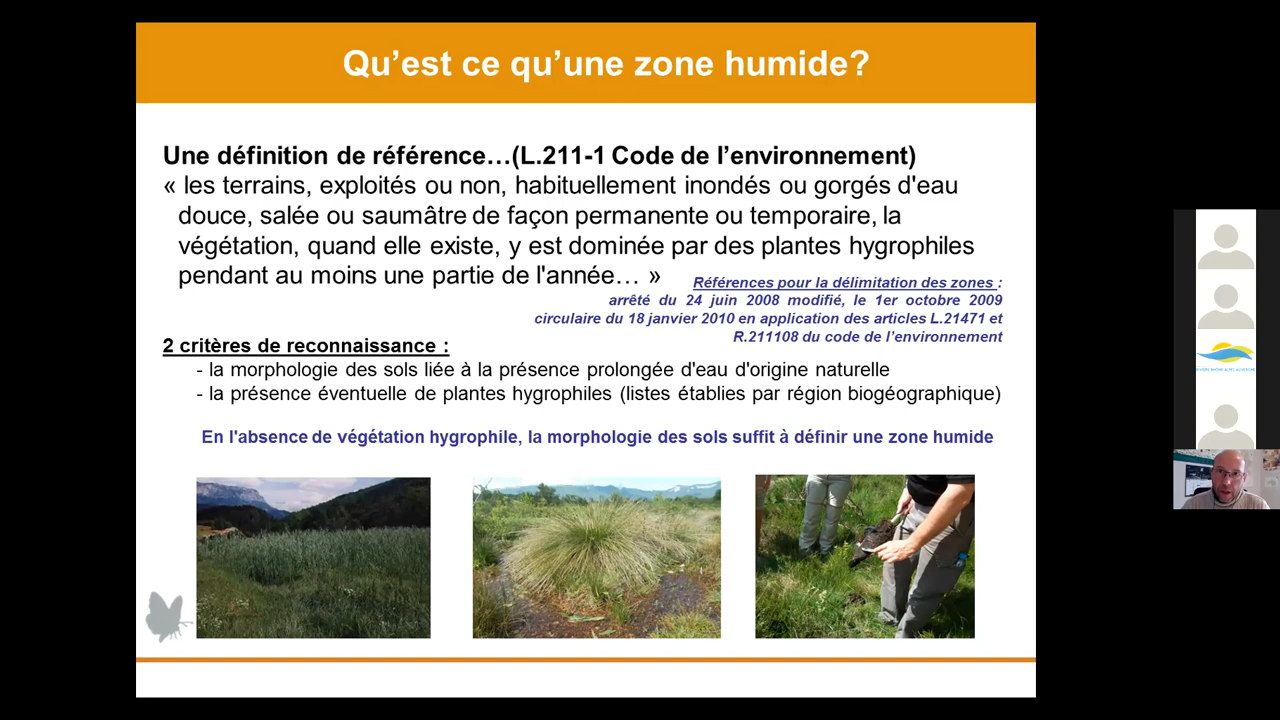 Qu’est ce qu’une zone humide?
Une définition de référence…(L.211-1 Code de l’environnement)
« les terrains, exploités ou non, habituellement inondés ou gorgés d'eau
douce, salée ou saumâtre de façon permanente ou temporaire, la
végétation, quand elle existe, y est dominée par des plantes hygrophiles
pendant au moins une partie de l'année… »
Références pour la délimitation des zones :
arrêté du 24 juin 2008 modifié, le 1er octobre 2009
circulaire du 18 janvier 2010 en application des articles L.21471 et
R.211108 du code de l’environnement
2 critères de reconnaissance :
- la morphologie des sols liée à la présence prolongée d'eau d'origine naturelle
- la présence éventuelle de plantes hygrophiles (listes établies par région biogéographique)
En l'absence de végétation hygrophile, la morphologie des sols suffit à définir une zone humide